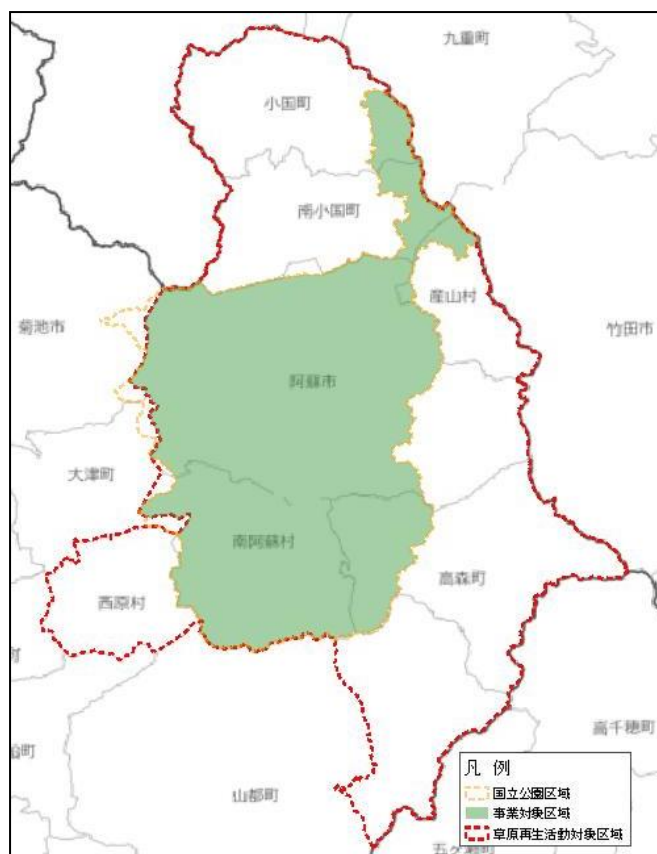 九重町
小国町
南小国町
産山村
菊池市
竹田市
阿蘇市
大津町
南阿蘇村
高森町
西原村
町
高千穂町
町
山都町
凡 例
国立公園区域
事業対象区域
草原再生活動対象区域